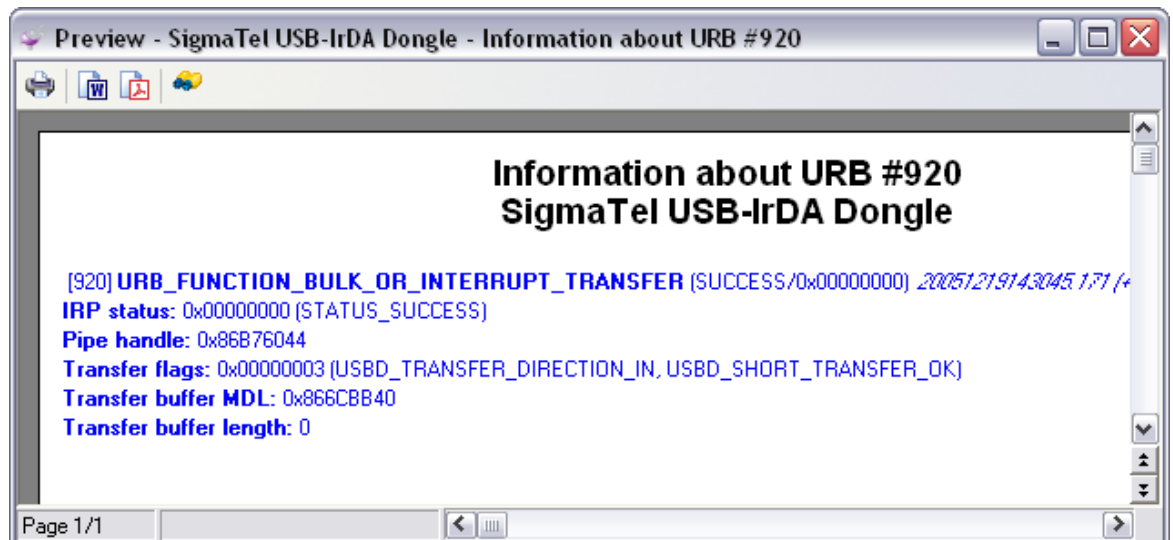 Preview - SigmaTel USB-IrDA Dongle - Information about URB #920
Information about URB #920
SigmaTel USB-IrDA Dongle
[920] URB_FUNCTION_BULK_OR_INTERRUPT_TRANSFER (SUCCESS/0x00000000) 20051219143045.171 (+
IRP status: 0x00000000 (STATUS_SUCCESS)
Pipe handle: 0x86B76044
Transfer flags: 0x00000003 (USBD_TRANSFER_DIRECTION_IN, USBD_SHORT_TRANSFER_OK)
Transfer buffer MDL: 0x866CBB40
Transfer buffer length: 0
Page 1/1